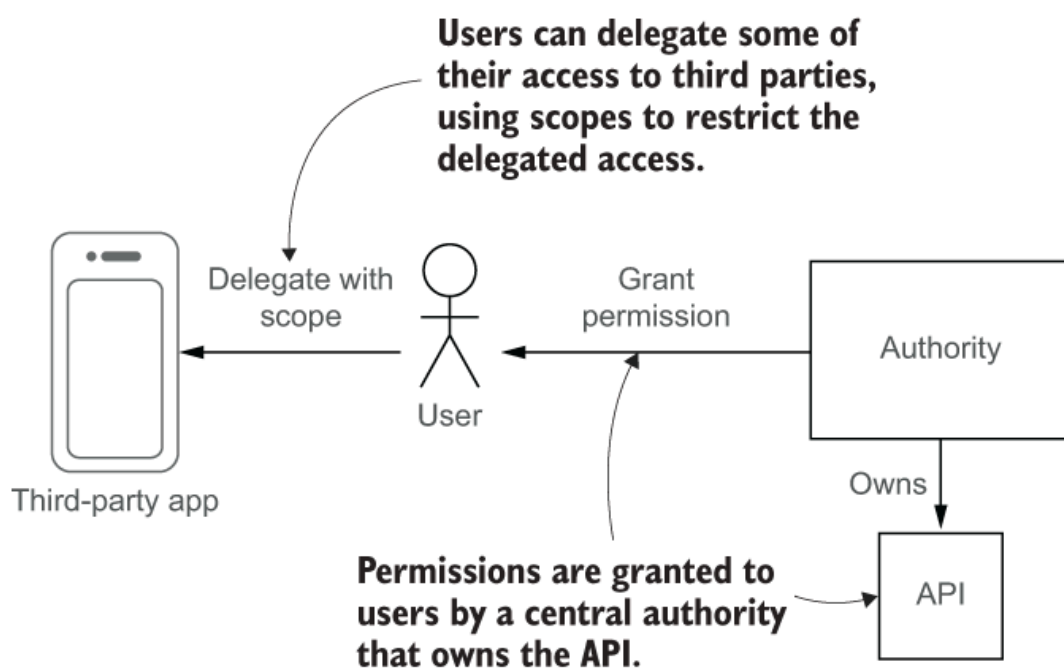 Users can delegate some of
their access to third parties,
using scopes to restrict the
delegated access.
Delegate with
scope
Grant
permission
Authority
User
Third-party app
Owns
API
Permissions are granted to
users by a central authority
that owns the API.